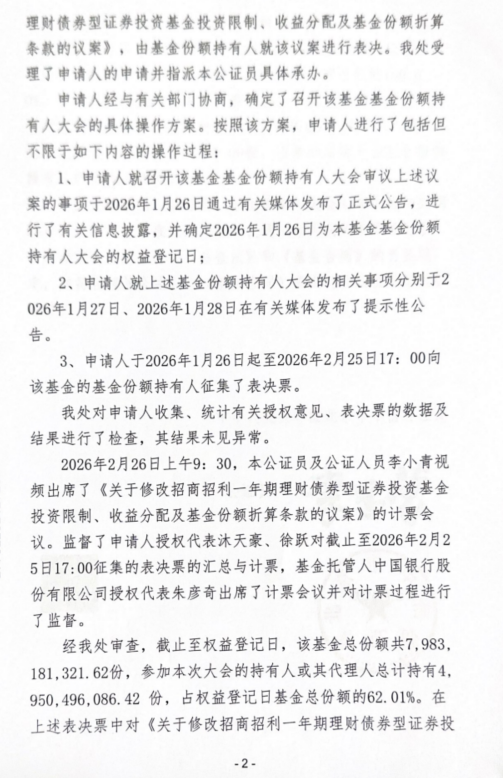 理财债券型证券投资基金投资限制、收益分配及基金份额折算
条款的议案》，由基金份额持有人就该议案进行表决。我处受
理了申请人的申请并指派本公证员具体承办。
申请人经与有关部门协商，确定了召开该基金基金份额持
有人大会的具体操作方案。按照该方案，申请人进行了包括但
不限于如下内容的操作过程：
1、申请人就召开该基金基金份额持有人大会审议上述议
案的事项于2026年1月26日通过有关媒体发布了正式公告，进
行了有关信息披露，并确定2026年1月26日为本基金基金份额
持有人大会的权益登记日；
2、申请人就上述基金份额持有人大会的相关事项分别于2
026年1月27日、2026年1月28日在有关媒体发布了提示性公
告。
3、申请人于2026年1月26日起至2026年2月25日17：00向
该基金的基金份额持有人征集了表决票。
我处对申请人收集、统计有关授权意见、表决票的数据及
结果进行了检查，其结果未见异常。
2026年2月26日上午9：30，本公证员及公证人员李小青视
频出席了《关于修改招商招利一年期理财债券型证券投资基金
投资限制、收益分配及基金份额折算条款的议案》的计票会
议。监督了申请人授权代表沐天豪、徐跃对截止至2026年2月2
5日17:00征集的表决票的汇总与计票，基金托管人中国银行股
份有限公司授权代表朱彦奇出席了计票会议并对计票过程进行
了监督。
经我处审查，截止至权益登记日，该基金总份额共7,983,
181,321.62份，参加本次大会的持有人或其代理人总计持有4,
950,496,086.42 份，占权益登记日基金总份额的62.01%。在
上述表决票中对《关于修改招商招利一年期理财债券型证券投
-2-